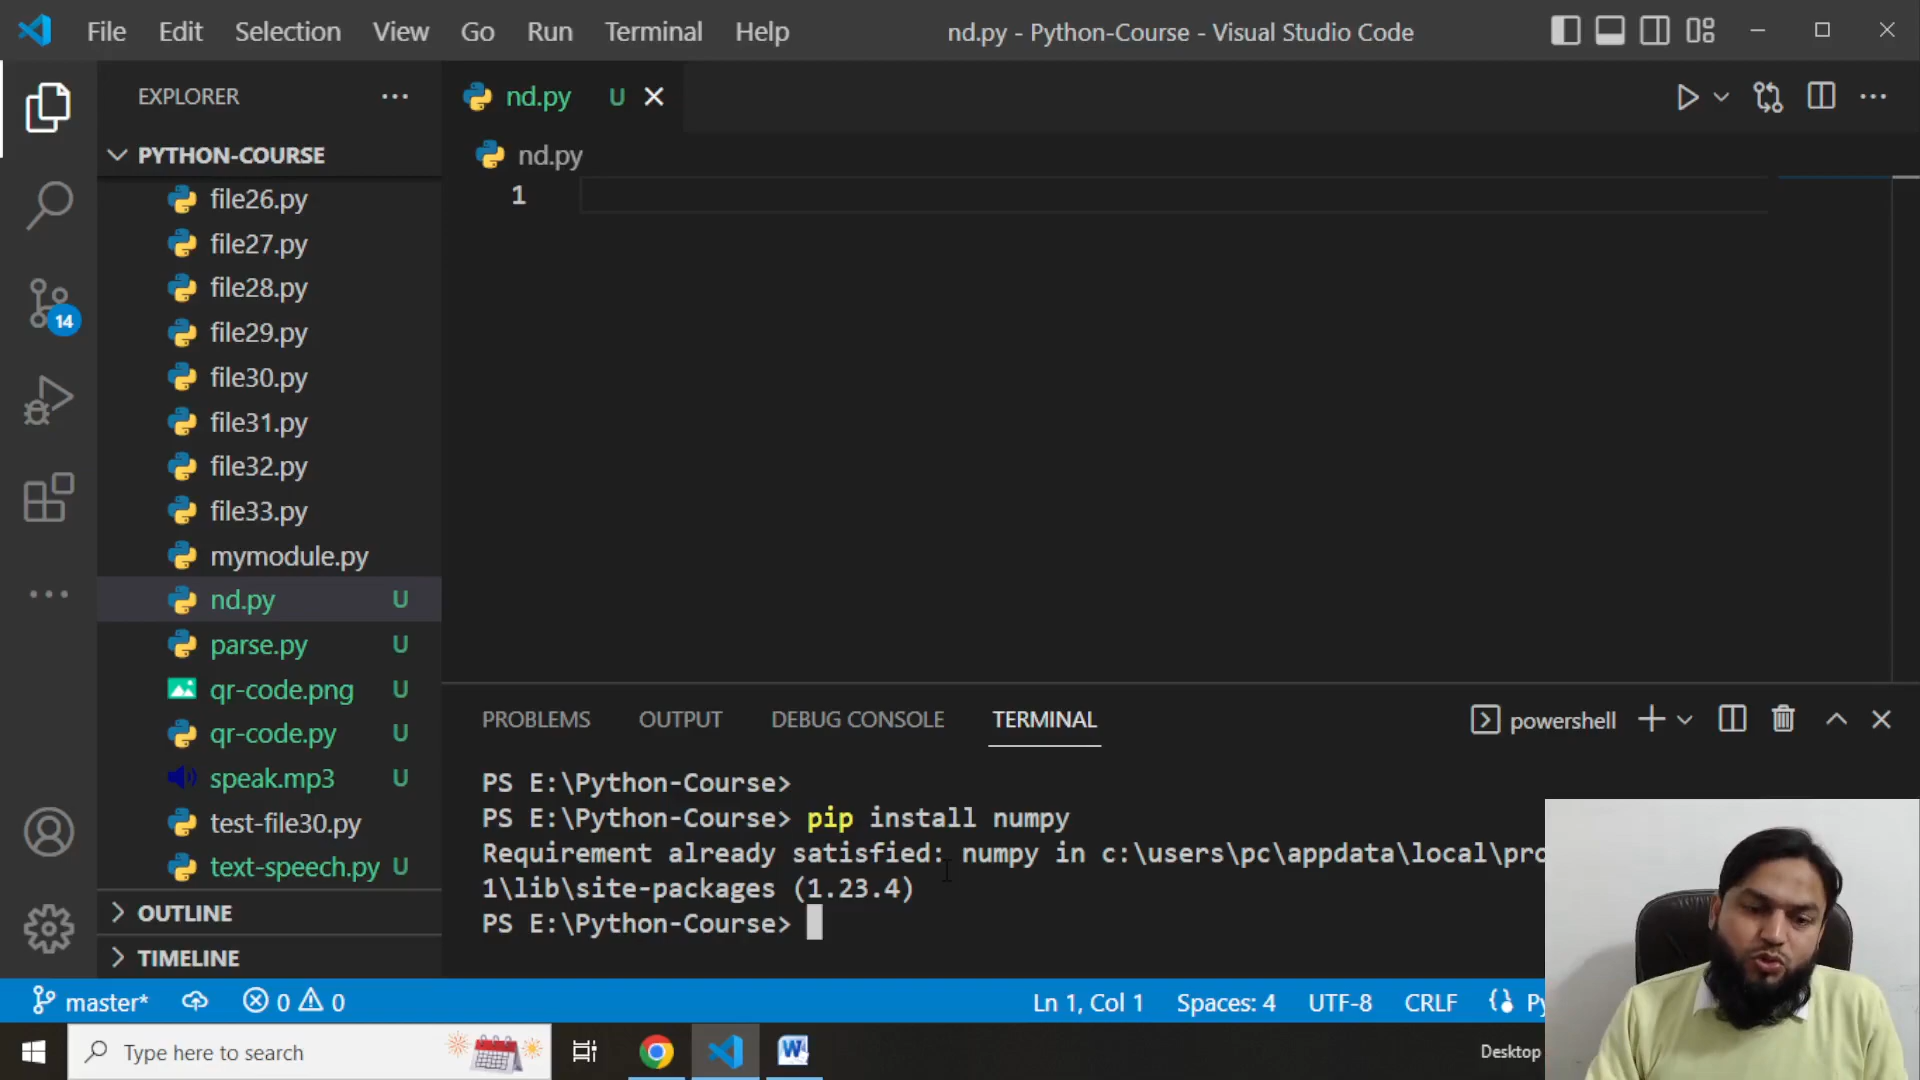 File Edit Selection View Go Run Terminal Help
nd.py - Python-Course - Visual Studio Code
EXPLORER
PYTHON-COURSE
file26.py
file27.py
file28.py
file29.py
file30.py
file31.py
file32.py
file33.py
mymodule.py
nd.py U
parse.py U
qr-code.png U
qr-code.py U
speak.mp3 U
test-file30.py
text-speech.py U
OUTLINE
TIMELINE
14
nd.py U
nd.py
1
PROBLEMS OUTPUT DEBUG CONSOLE TERMINAL
powershell
PS E:\Python-Course>
PS E:\Python-Course> pip install numpy
Requirement already satisfied: numpy in c:\users\pc\appdata\local\pro
1\lib\site-packages (1.23.4)
PS E:\Python-Course>
master* 0 0
Ln 1, Col 1 Spaces: 4 UTF-8 CRLF Py
Type here to search
Desktop